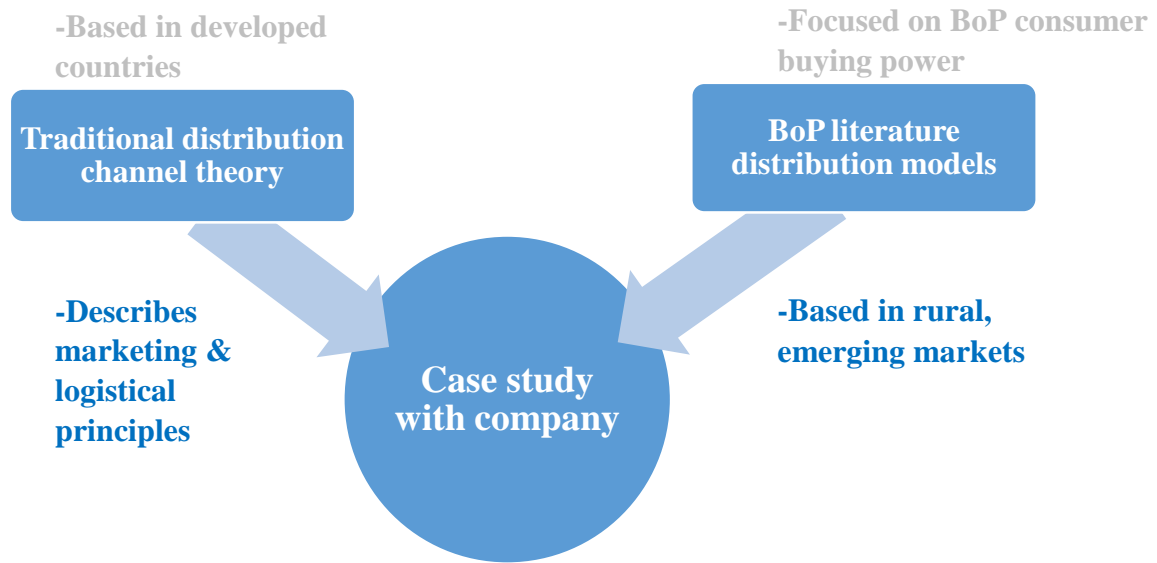 -Based in developed
countries
Traditional distribution
channel theory
-Describes
marketing &
logistical
principles
-Focused on BoP consumer
buying power
BoP literature
distribution models
-Based in rural,
emerging markets
Case study
with company